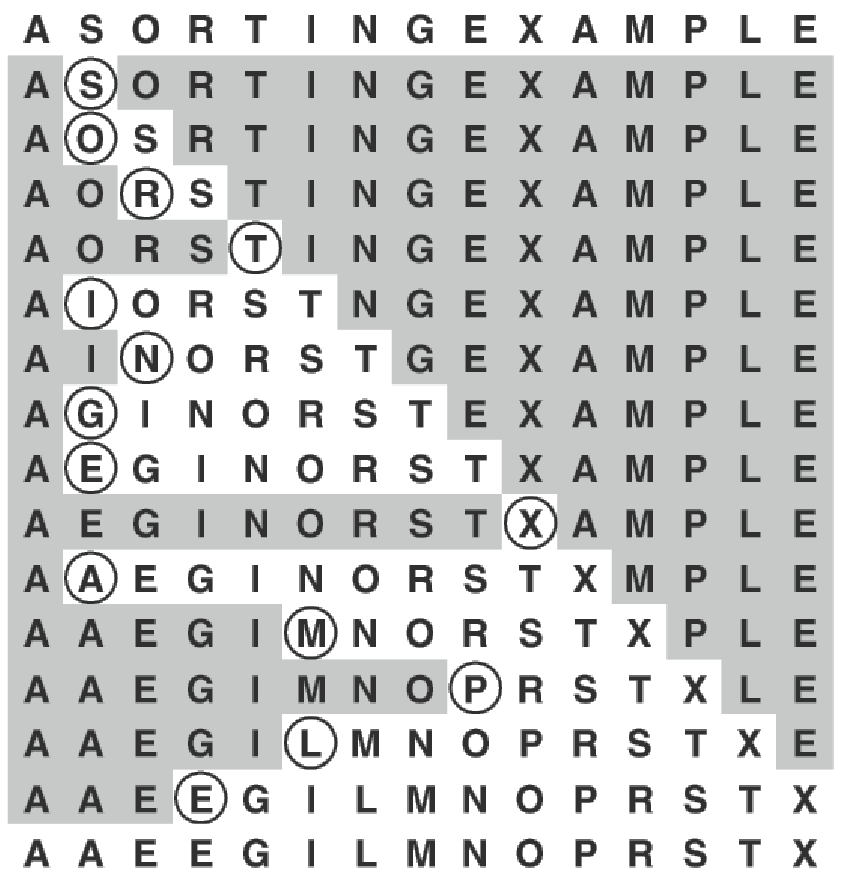 A S O R T I N G E X A M P L E
A S O R T I N G E X A M P L E
A O S R T I N G E X A M P L E
A O R S T I N G E X A M P L E
A O R S T I N G E X A M P L E
A I O R S T N G E X A M P L E
A I N O R S T G E X A M P L E
A G I N O R S T E X A M P L E
A E G I N O R S T X A M P L E
A E G I N O R S T X A M P L E
A A E G I N O R S T X M P L E
A A E G I M N O R S T X P L E
A A E G I M N O P R S T X L E
A A E G I L M N O P R S T X E
A A E E G I L M N O P R S T X
A A E E G I L M N O P R S T X